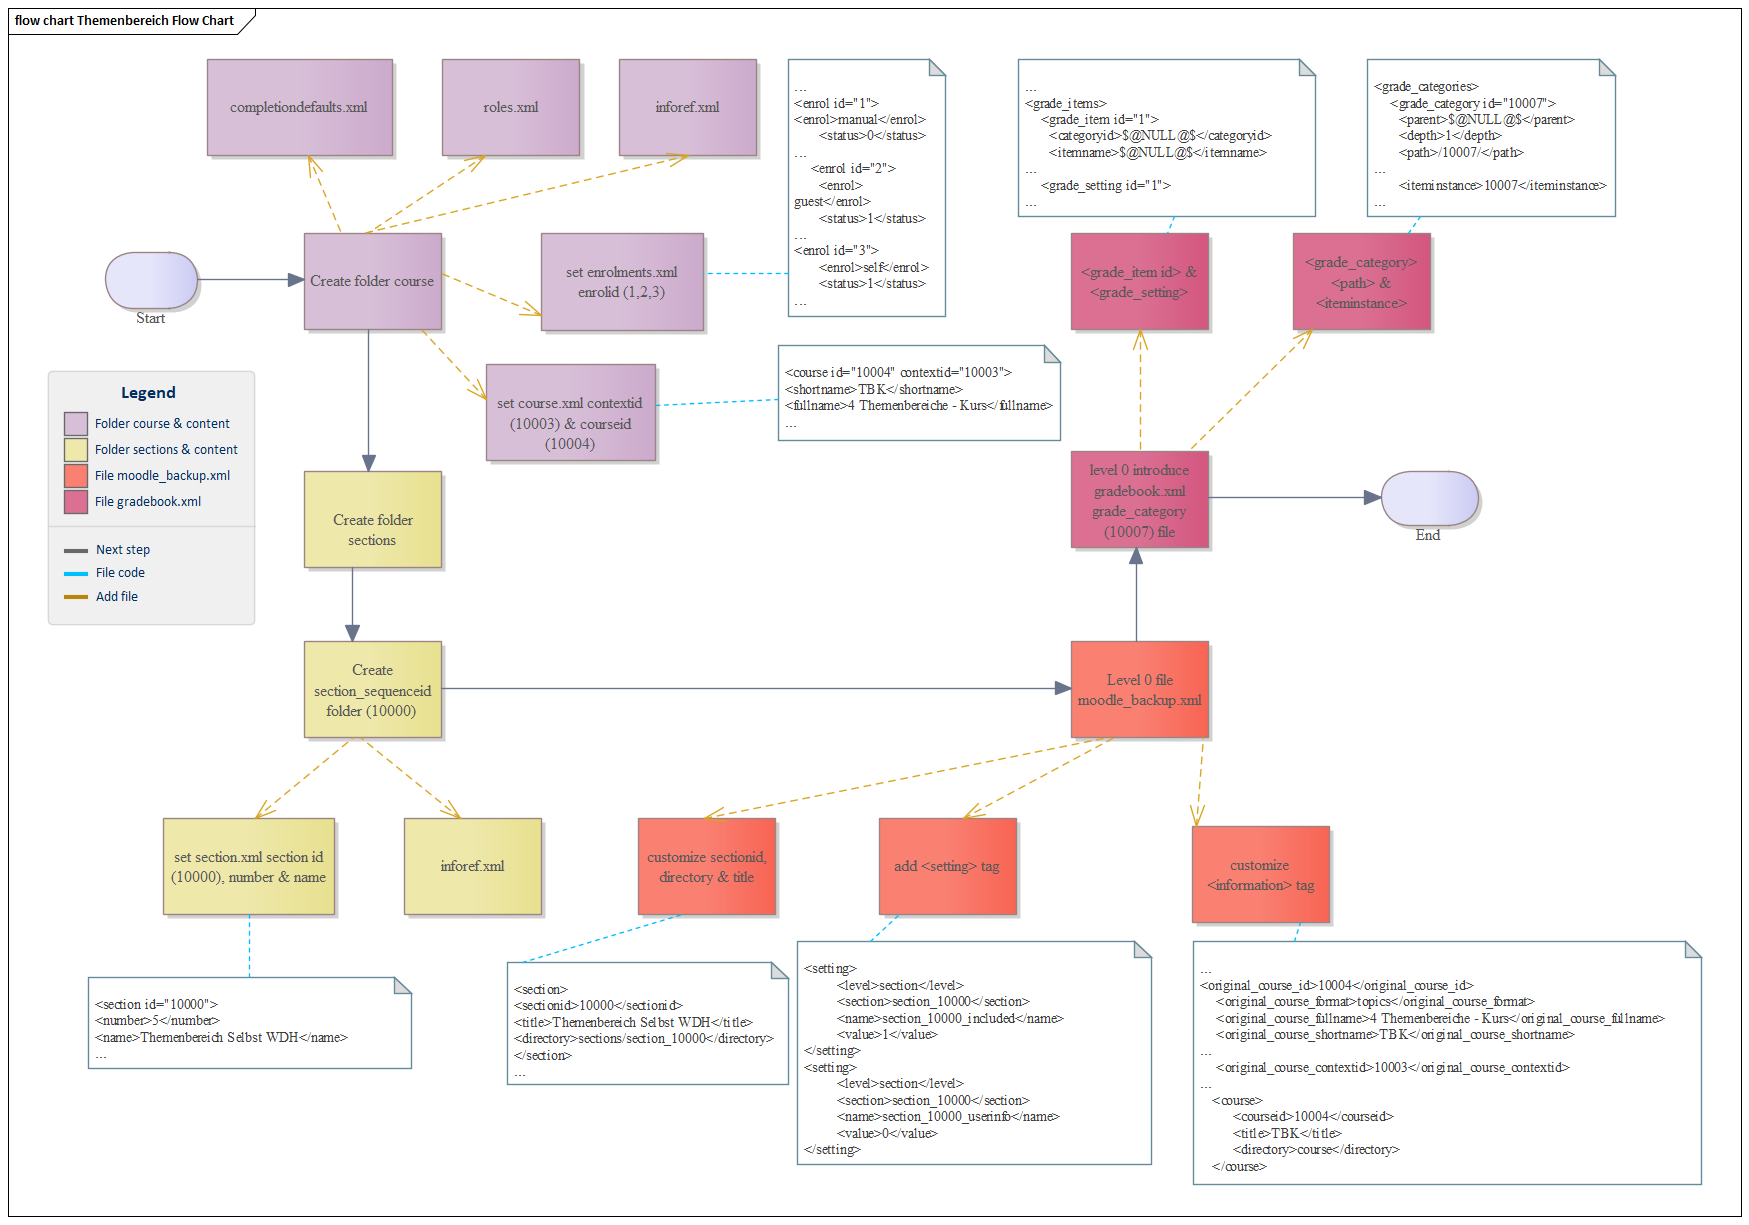 flow chart Themenbereich Flow Chart
completiondefaults.xml
roles.xml
inforef.xml
...
<enrol id="1">
<enrol>manual</enrol>
<status>0</status>
...
<enrol id="2">
<enrol>
guest</enrol>
<status>1</status>
...
<enrol id="3">
<enrol>self</enrol>
<status>1</status>
...
...
<grade_items>
<grade_item id="1">
<categoryid>$@NULL@$</categoryid>
<itemname>$@NULL@$</itemname>
...
<grade_setting id="1">
...
<grade_categories>
<grade_category id="10007">
<parent>$@NULL@$</parent>
<depth>1</depth>
<path>/10007/</path>
...
<iteminstance>10007</iteminstance>
...
Start
Create folder course
set enrolments.xml
enrolid (1,2,3)
<grade_item id> &
<grade_setting>
<grade_category>
<path> &
<iteminstance>
set course.xml contextid
(10003) & courseid
(10004)
<course id="10004" contextid="10003">
<shortname>TBK</shortname>
<fullname>4 Themenbereiche - Kurs</fullname>
...
Legend
Folder course & content
Folder sections & content
File moodle_backup.xml
File gradebook.xml
Next step
File code
Add file
Create folder
sections
level 0 introduce
gradebook.xml
grade_category
(10007) file
End
Create
section_sequenceid
folder (10000)
Level 0 file
moodle_backup.xml
set section.xml section id
(10000), number & name
inforef.xml
customize sectionid,
directory & title
add <setting> tag
customize
<information> tag
<section id="10000">
<number>5</number>
<name>Themenbereich Selbst WDH</name>
...
<section>
<sectionid>10000</sectionid>
<title>Themenbereich Selbst WDH</title>
<directory>sections/section_10000</directory>
</section>
...
<setting>
<level>section</level>
<section>section_10000</section>
<name>section_10000_included</name>
<value>1</value>
</setting>
<setting>
<level>section</level>
<section>section_10000</section>
<name>section_10000_userinfo</name>
<value>0</value>
</setting>
...
<original_course_id>10004</original_course_id>
<original_course_format>topics</original_course_format>
<original_course_fullname>4 Themenbereiche - Kurs</original_course_fullname>
<original_course_shortname>TBK</original_course_shortname>
...
<original_course_contextid>10003</original_course_contextid>
...
<course>
<courseid>10004</courseid>
<title>TBK</title>
<directory>course</directory>
</course>